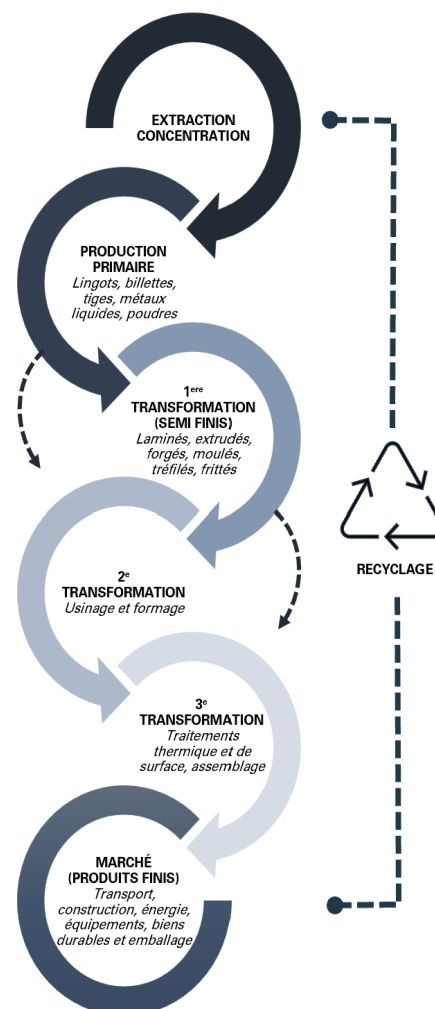 EXTRACTION
CONCENTRATION
PRODUCTION
PRIMAIRE
Lingots, billettes,
tiges, métaux
liquides, poudres
1ere
TRANSFORMATION
(SEMI FINIS)
Laminés, extrudés,
forgés, moulés,
tréfilés, frittés
2e
TRANSFORMATION
Usinage et formage
RECYCLAGE
3e
TRANSFORMATION
Traitements
thermique et de
surface, assemblage
MARCHÉ
(PRODUITS FINIS)
Transport,
construction, énergie,
équipements, biens
durables et emballage